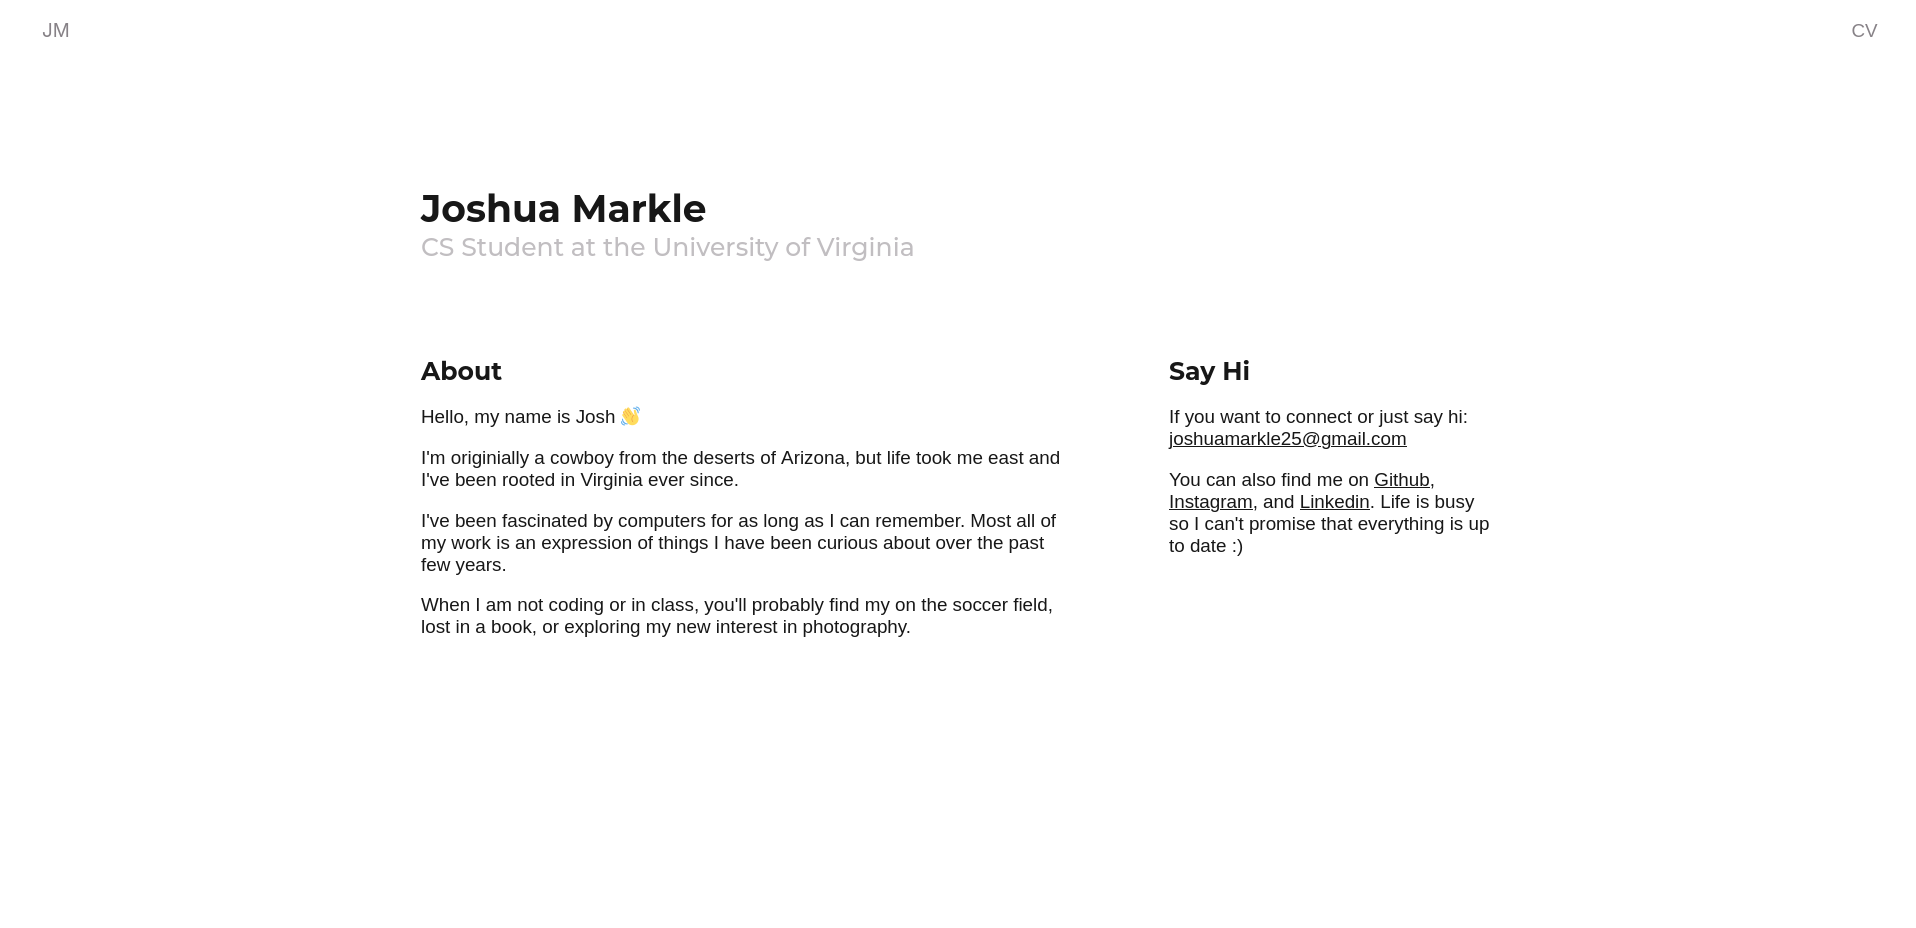 JM
CV
Joshua Markle
CS Student at the University of Virginia
About
Hello, my name is Josh 👋
I'm originially a cowboy from the deserts of Arizona, but life took me east and
I've been rooted in Virginia ever since.
I've been fascinated by computers for as long as I can remember. Most all of
my work is an expression of things I have been curious about over the past
few years.
When I am not coding or in class, you'll probably find my on the soccer field,
lost in a book, or exploring my new interest in photography.
Say Hi
If you want to connect or just say hi:
joshuamarkle25@gmail.com
You can also find me on Github,
Instagram, and Linkedin. Life is busy
so I can't promise that everything is up
to date :)